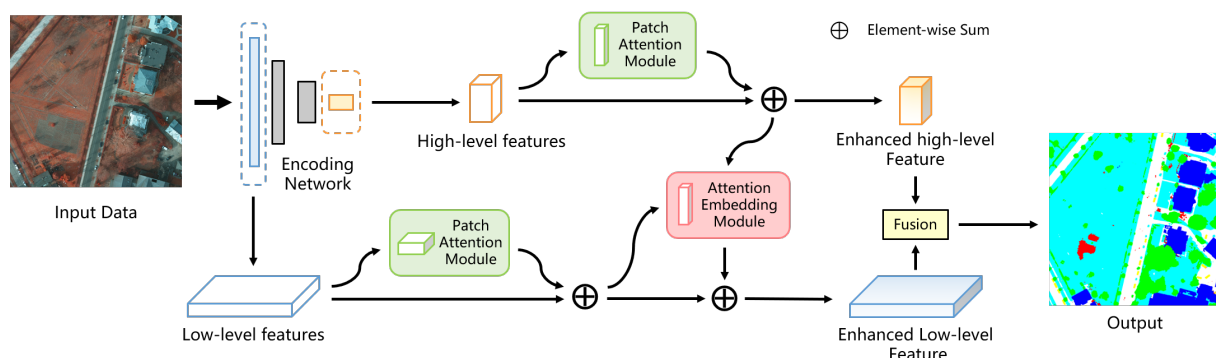 Patch
Attention
Module
Element-wise Sum
Input Data
Encoding
Network
High-level features
Enhanced high-level
Feature
Attention
Embedding
Module
Patch
Attention
Module
Fusion
Low-level features
Enhanced Low-level
Feature
Output